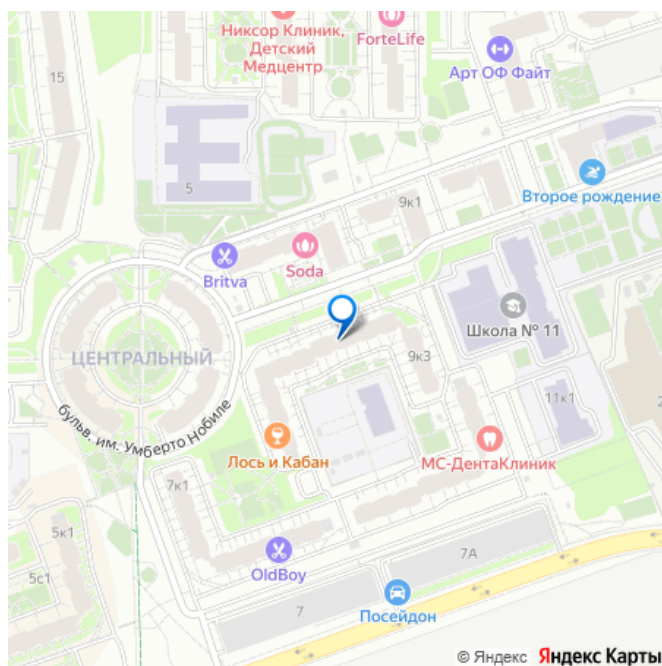 Никсор Клиник,
Детский
Медцентр
ForteLife
Арт ОФ Файт
15
5
Второе рождение
9к1
Britva
Soda
Школа № 11
ЦЕНТРАЛЬНЫЙ
9к3
бульв. им. Умберто Нобиле
11к1
Лось и Кабан
МС-ДентаКлиник
7к1
5к1
OldBoy
7А
5с1
7
Посейдон
© Яндекс Яндекс Карты